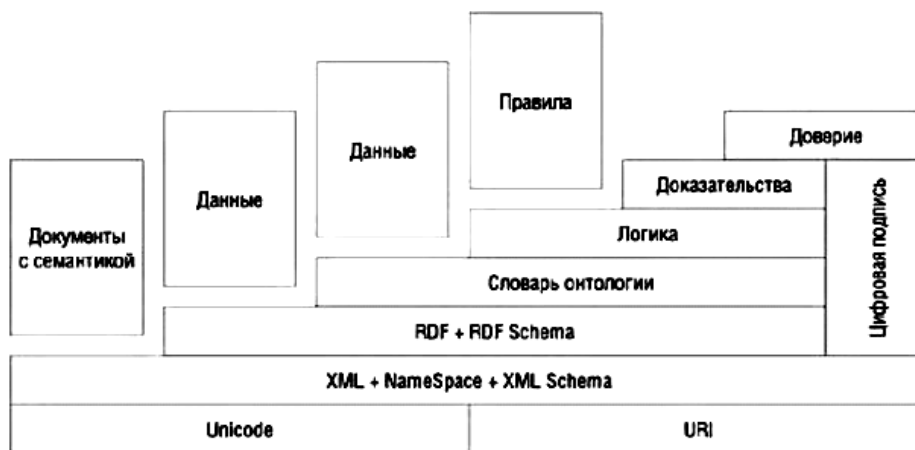 Правила
Доверие
Данные
Доказательства
Данные
Документы
с семантикой
Логика
Цифровая подпись
Словарь онтологии
RDF + RDF Schema
XML + NameSpace + XML Schema
Unicode
URI